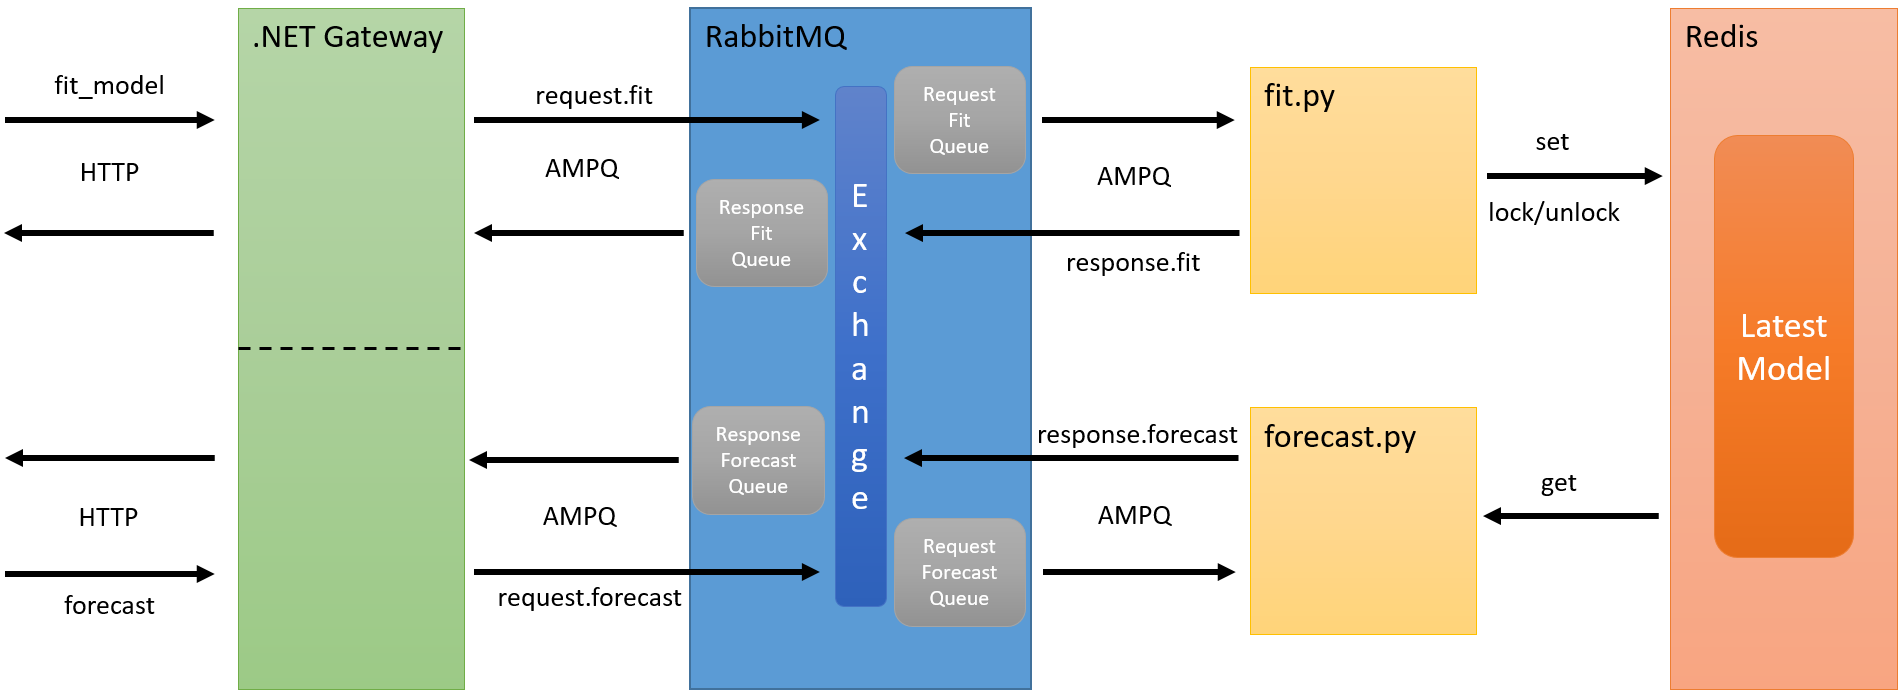 .NET Gateway
RabbitMQ
Redis
fit_model
HTTP
request.fit
AMPQ
Request
Fit
Queue
Response
Fit
Queue
E
x
c
h
a
n
g
e
AMPQ
response.fit
fit.py
set
lock/unlock
Latest
Model
HTTP
forecast
AMPQ
request.forecast
Response
Forecast
Queue
Request
Forecast
Queue
response.forecast
AMPQ
forecast.py
get